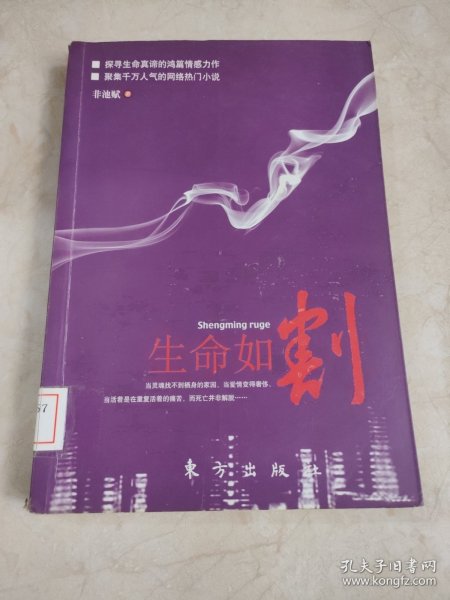 ■ 探寻生命真谛的鸿篇情感力作
■ 聚集千万人气的网络热门小说
非池赋 著
Shengming ruge
生命如割
当灵魂找不到栖身的家园，当爱情变得奢侈，
当活着是在重复活着的痛苦，而死亡并非解脱……
東方出版社
67
孔夫子旧书网
www.kongfz.com